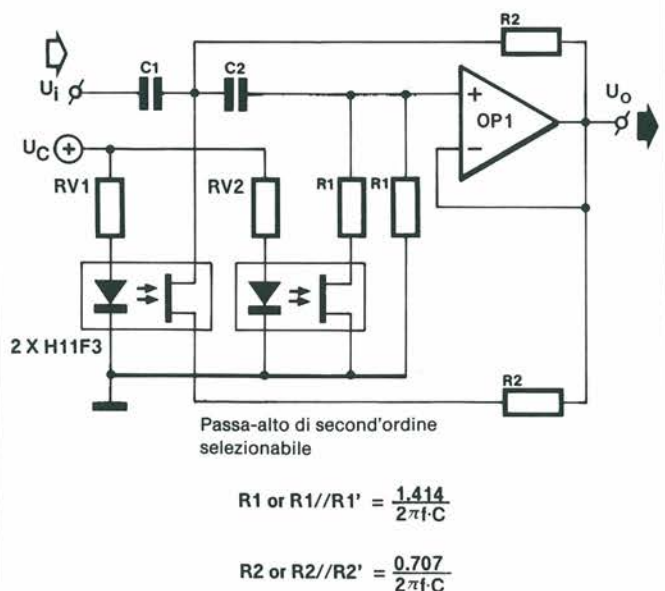 R2
C1
C2
Ui
Uo
+
OP1
−
UC +
RV1
RV2
R1
R1
2 X H11F3
R2
Passa-alto di second'ordine
selezionabile
R1 or R1//R1' = 1.414 / 2πf·C
R2 or R2//R2' = 0.707 / 2πf·C